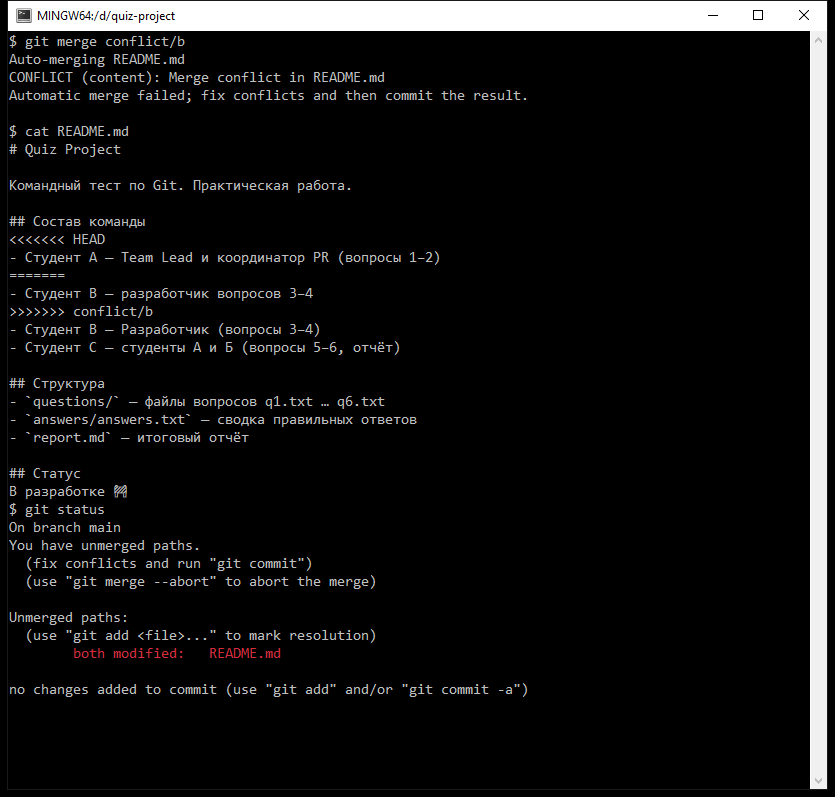 MINGW64:/d/quiz-project
$ git merge conflict/b
Auto-merging README.md
CONFLICT (content): Merge conflict in README.md
Automatic merge failed; fix conflicts and then commit the result.
$ cat README.md
# Quiz Project
Командный тест по Git. Практическая работа.
## Состав команды
<<<<<<< HEAD
- Студент A — Team Lead и координатор PR (вопросы 1–2)
=======
- Студент B — разработчик вопросов 3–4
>>>>>>> conflict/b
- Студент B — Разработчик (вопросы 3–4)
- Студент C — студенты А и Б (вопросы 5–6, отчёт)
## Структура
- `questions/` — файлы вопросов q1.txt … q6.txt
- `answers/answers.txt` — сводка правильных ответов
- `report.md` — итоговый отчёт
## Статус
В разработке 🚧
$ git status
On branch main
You have unmerged paths.
  (fix conflicts and run "git commit")
  (use "git merge --abort" to abort the merge)
Unmerged paths:
  (use "git add <file>..." to mark resolution)
        both modified:   README.md
no changes added to commit (use "git add" and/or "git commit -a")